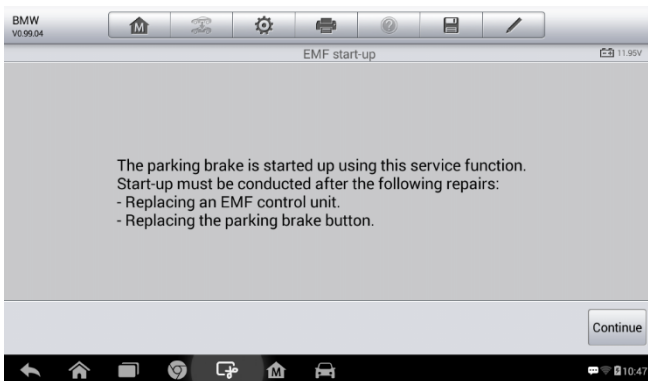 BMW
V0.99.04
M
EMF start-up
11.95V
The parking brake is started up using this service function.
Start-up must be conducted after the following repairs:
- Replacing an EMF control unit.
- Replacing the parking brake button.
Continue
M
10:47